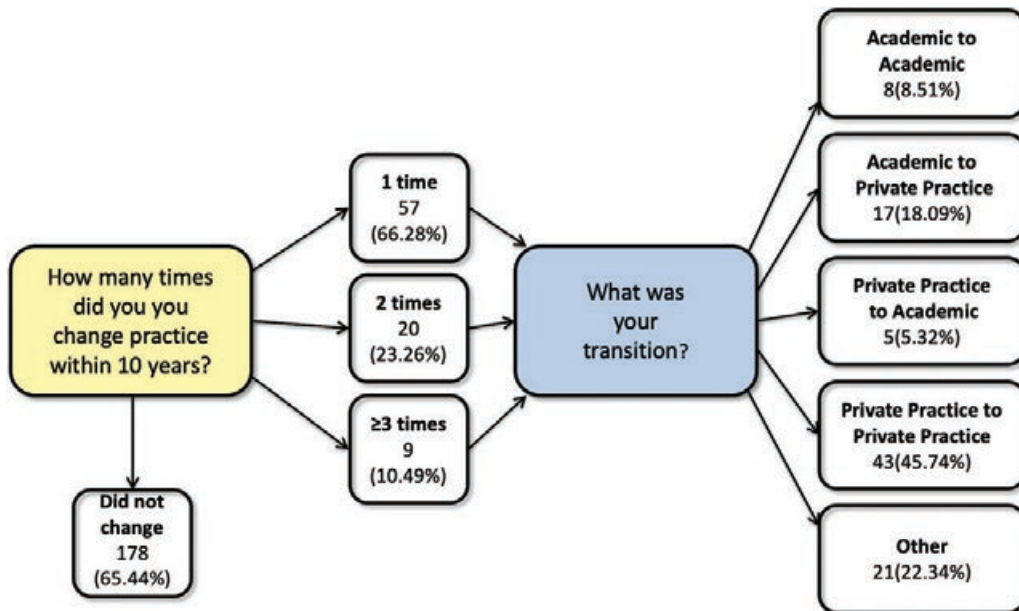 How many times
did you you
change practice
within 10 years?
Did not
change
178
(65.44%)
1 time
57
(66.28%)
2 times
20
(23.26%)
≥3 times
9
(10.49%)
What was
your
transition?
Academic to
Academic
8(8.51%)
Academic to
Private Practice
17(18.09%)
Private Practice
to Academic
5(5.32%)
Private Practice to
Private Practice
43(45.74%)
Other
21(22.34%)